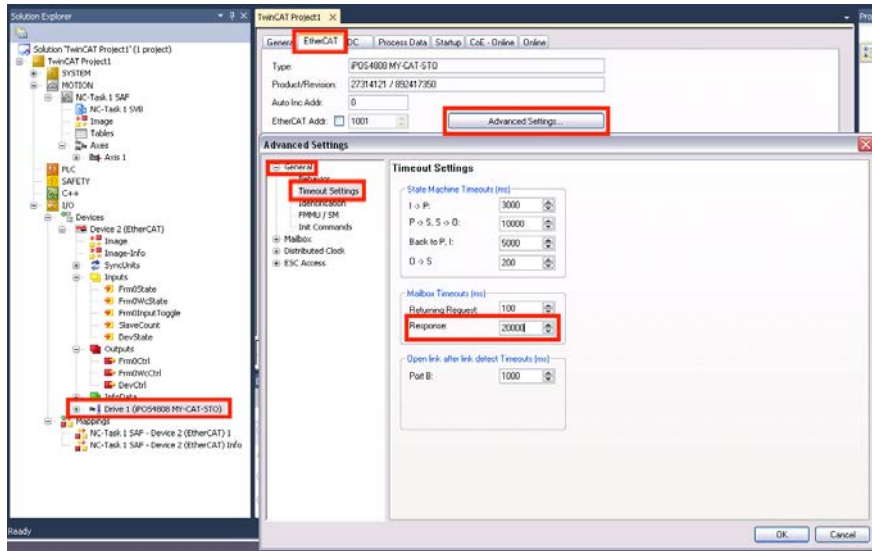 Solution Explorer
Solution 'TwinCAT Project1' (1 project)
TwinCAT Project1
SYSTEM
MOTION
NC-Task 1 SAF
NC-Task 1 SVB
Image
Tables
Axes
Axis 1
PLC
SAFETY
C++
I/O
Devices
Device 2 (EtherCAT)
Image
Image-Info
SyncUnits
Inputs
Frm0State
Frm0WcState
Frm0InputToggle
SlaveCount
DevState
Outputs
Frm0Ctrl
Frm0WcCtrl
DevCtrl
InfoData
Drive 1 (iPOS4808 MY-CAT-STO)
Mappings
NC-Task 1 SAF - Device 2 (EtherCAT) 1
NC-Task 1 SAF - Device 2 (EtherCAT) Info
Ready
TwinCAT Project1
General EtherCAT DC Process Data Startup CoE - Online Online
Type: iPOS4808 MY-CAT-STO
Product/Revision: 27314121 / 892417350
Auto Inc Addr: 0
EtherCAT Addr: 1001 Advanced Settings...
Advanced Settings
General
Behavior
Timeout Settings
Identification
FMMU / SM
Init Commands
Mailbox
Distributed Clock
ESC Access
Timeout Settings
State Machine Timeouts (ms)
I -> P: 3000
P -> S, S -> O: 10000
Back to P, I: 5000
O -> S 200
Mailbox Timeouts (ms)
Returning Request: 100
Response: 20000
Open link after link detect Timeouts (ms)
Port B: 1000
OK Cancel
Pro